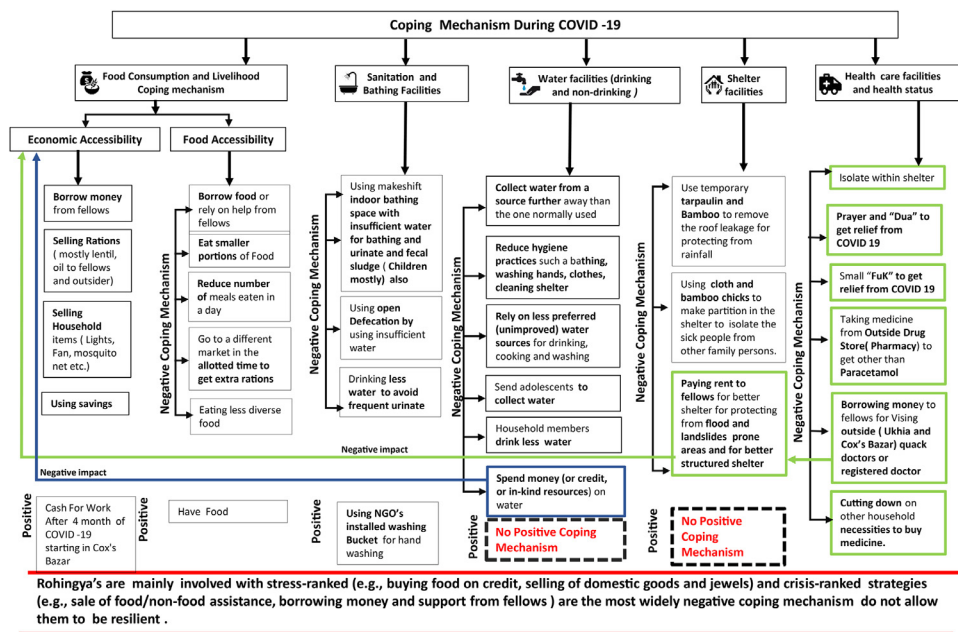 Coping Mechanism During COVID -19
Food Consumption and Livelihood
Coping mechanism
Sanitation and
Bathing Facilities
Water facilities (drinking
and non-drinking )
Shelter
facilities
Health care facilities
and health status
Economic Accessibility
Food Accessibility
Borrow money
from fellows
Selling Rations
( mostly lentil,
oil to fellows
and outsider)
Selling
Household
items ( Lights,
Fan, mosquito
net etc.)
Using savings
Negative Coping Mechanism
Borrow food or
rely on help from
fellows
Eat smaller
portions of Food
Reduce number
of meals eaten in
a day
Go to a different
market in the
allotted time to
get extra rations
Eating less diverse
food
Negative Coping Mechanism
Using makeshift
indoor bathing
space with
insufficient water
for bathing and
urinate and fecal
sludge ( Children
mostly) also
Using open
Defecation by
using insufficient
water
Drinking less
water to avoid
frequent urinate
Negative Coping Mechanism
Collect water from a
source further away than
the one normally used
Reduce hygiene
practices such a bathing,
washing hands, clothes,
cleaning shelter
Rely on less preferred
(unimproved) water
sources for drinking,
cooking and washing
Send adolescents to
collect water
Household members
drink less water
Spend money (or credit,
or in-kind resources) on
water
Negative Coping Mechanism
Use temporary
tarpaulin and
Bamboo to remove
the roof leakage for
protecting from
rainfall
Using cloth and
bamboo chicks to
make partition in the
shelter to isolate the
sick people from
other family persons.
Paying rent to
fellows for better
shelter for protecting
from flood and
landslides prone
areas and for better
structured shelter
Negative Coping Mechanism
Isolate within shelter
Prayer and “Dua” to
get relief from
COVID 19
Small “FuK” to get
relief from COVID 19
Taking medicine
from Outside Drug
Store( Pharmacy) to
get other than
Paracetamol
Borrowing money to
fellows for Vising
outside ( Ukhia and
Cox’s Bazar) quack
doctors or
registered doctor
Cutting down on
other household
necessities to buy
medicine.
Negative impact
Negative impact
Positive
Cash For Work
After 4 month of
COVID -19
starting in Cox's
Bazar
Positive
Have Food
Positive
Using NGO’s
installed washing
Bucket for hand
washing
Positive
No Positive Coping
Mechanism
Positive
No Positive
Coping
Mechanism
Rohingya’s are mainly involved with stress-ranked (e.g., buying food on credit, selling of domestic goods and jewels) and crisis-ranked strategies
(e.g., sale of food/non-food assistance, borrowing money and support from fellows ) are the most widely negative coping mechanism do not allow
them to be resilient .